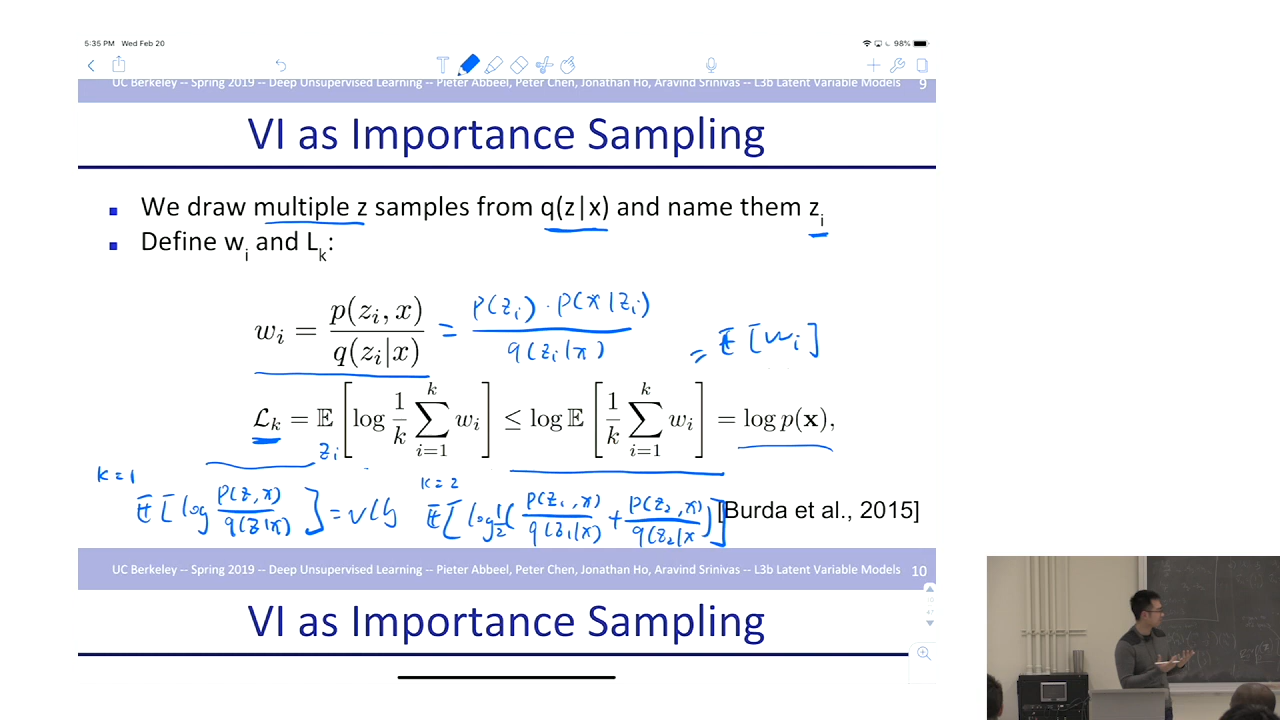 5:35 PM Wed Feb 20
98%
UC Berkeley -- Spring 2019 -- Deep Unsupervised Learning -- Pieter Abbeel, Peter Chen, Jonathan Ho, Aravind Srinivas -- L3b Latent Variable Models 9
VI as Importance Sampling
We draw multiple z samples from q(z|x) and name them z_i
Define w_i and L_k:
w_i = p(z_i, x) / q(z_i|x) = p(z_i) · p(x|z_i) / q(z_i|x)
= E[w_i]
L_k = E [log 1/k ∑_{i=1}^{k} w_i] ≤ log E [1/k ∑_{i=1}^{k} w_i] = log p(x),
z_i
k=1
E[log p(z,x) / q(z|x)] = VLB
k=2
E[log 1/2 (p(z_1,x) / q(z_1|x) + p(z_2,x) / q(z_2|x)]
[Burda et al., 2015]
UC Berkeley -- Spring 2019 -- Deep Unsupervised Learning -- Pieter Abbeel, Peter Chen, Jonathan Ho, Aravind Srinivas -- L3b Latent Variable Models 10
VI as Importance Sampling